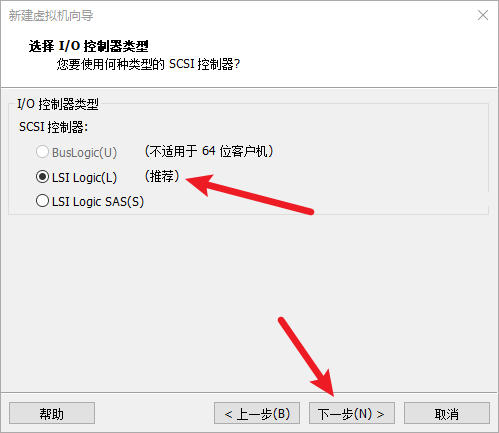 新建虚拟机向导
选择 I/O 控制器类型
您要使用何种类型的 SCSI 控制器?
I/O 控制器类型
SCSI 控制器:
BusLogic(U) (不适用于 64 位客户机)
LSI Logic(L) (推荐)
LSI Logic SAS(S)
帮助 < 上一步(B) 下一步(N) > 取消